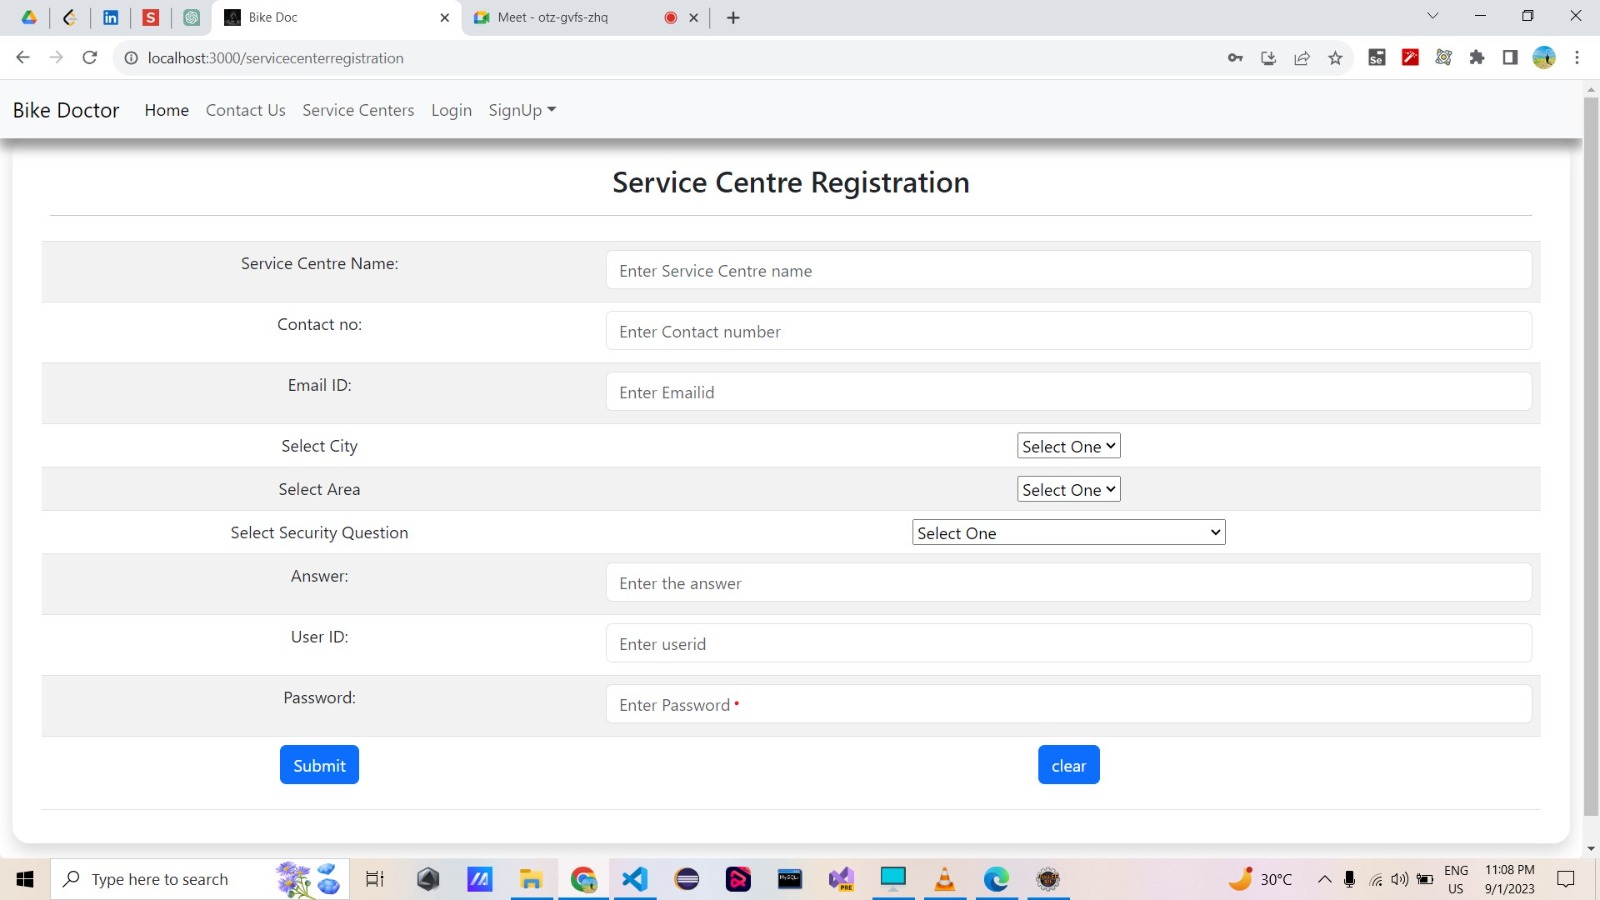 Bike Doc
Meet - otz-gvfs-zhq
localhost:3000/servicecenterregistration
Bike Doctor Home Contact Us Service Centers Login SignUp
Service Centre Registration
Service Centre Name: Enter Service Centre name
Contact no: Enter Contact number
Email ID: Enter Emailid
Select City Select One
Select Area Select One
Select Security Question Select One
Answer: Enter the answer
User ID: Enter userid
Password: Enter Password
Submit clear
Type here to search
30°C
ENG
US
11:08 PM
9/1/2023
in
S
Se
PRE
MySQL